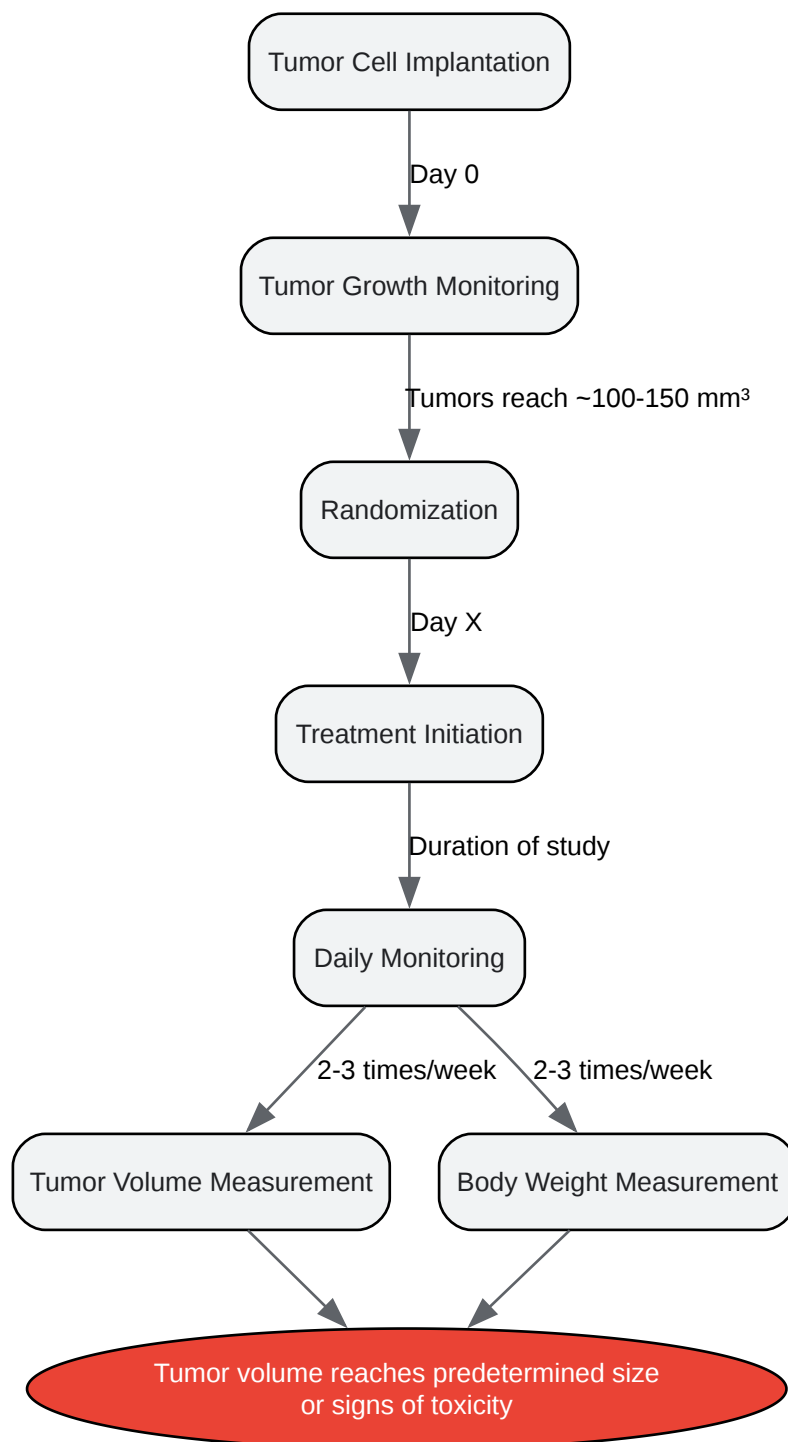 Tumor Cell Implantation
Day 0
Tumor Growth Monitoring
Tumors reach ~100-150 mm³
Randomization
Day X
Treatment Initiation
Duration of study
Daily Monitoring
2-3 times/week
2-3 times/week
Tumor Volume Measurement
Body Weight Measurement
Tumor volume reaches predetermined size
or signs of toxicity